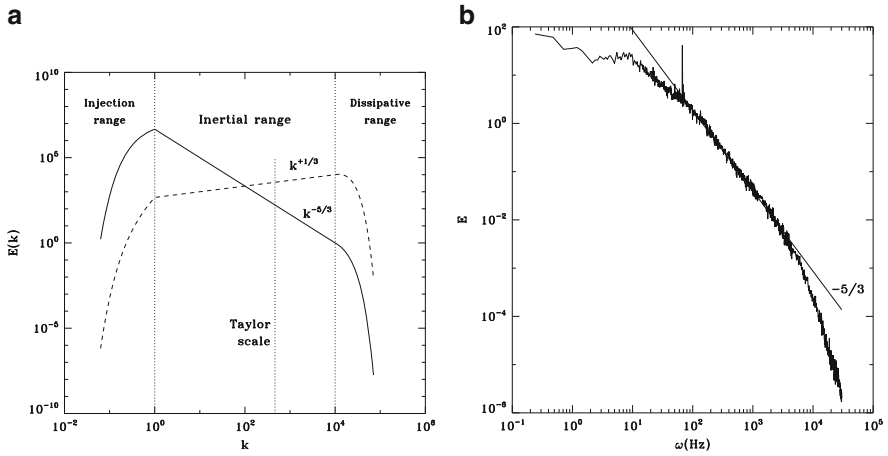 a
10^10
10^5
10^0
10^-5
10^-10
E(k)
Injection
range
Inertial range
Dissipative
range
k^+1/3
k^-5/3
Taylor
scale
10^-2
10^0
10^2
10^4
10^6
k
b
10^2
10^0
10^-2
10^-4
10^-6
E
-5/3
10^-1
10^0
10^1
10^2
10^3
10^4
10^5
ω(Hz)